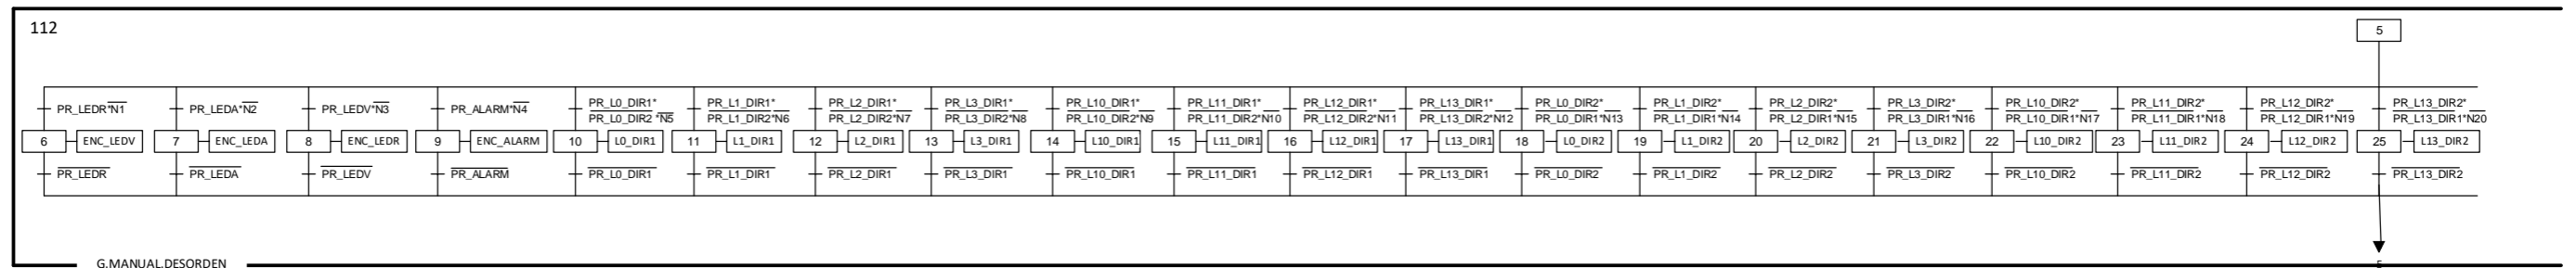 112
5
PR_LEDR*N1 PR_LEDA*N2 PR_LEDV*N3 PR_ALARM*N4 PR_L0_DIR1* PR_L1_DIR1* PR_L2_DIR1* PR_L3_DIR1* PR_L10_DIR1* PR_L11_DIR1* PR_L12_DIR1* PR_L13_DIR1* PR_L0_DIR2* PR_L1_DIR2* PR_L2_DIR2* PR_L3_DIR2* PR_L10_DIR2* PR_L11_DIR2* PR_L12_DIR2* PR_L13_DIR2*
PR_L0_DIR2 *N5 PR_L1_DIR2*N6 PR_L2_DIR2*N7 PR_L3_DIR2*N8 PR_L10_DIR2*N9 PR_L11_DIR2*N10 PR_L12_DIR2*N11 PR_L13_DIR2*N12 PR_L0_DIR1*N13 PR_L1_DIR1*N14 PR_L2_DIR1*N15 PR_L3_DIR1*N16 PR_L10_DIR1*N17 PR_L11_DIR1*N18 PR_L12_DIR1*N19 PR_L13_DIR1*N20
6 ENC_LEDV 7 ENC_LEDA 8 ENC_LEDR 9 ENC_ALARM 10 L0_DIR1 11 L1_DIR1 12 L2_DIR1 13 L3_DIR1 14 L10_DIR1 15 L11_DIR1 16 L12_DIR1 17 L13_DIR1 18 L0_DIR2 19 L1_DIR2 20 L2_DIR2 21 L3_DIR2 22 L10_DIR2 23 L11_DIR2 24 L12_DIR2 25 L13_DIR2
PR_LEDR PR_LEDA PR_LEDV PR_ALARM PR_L0_DIR1 PR_L1_DIR1 PR_L2_DIR1 PR_L3_DIR1 PR_L10_DIR1 PR_L11_DIR1 PR_L12_DIR1 PR_L13_DIR1 PR_L0_DIR2 PR_L1_DIR2 PR_L2_DIR2 PR_L3_DIR2 PR_L10_DIR2 PR_L11_DIR2 PR_L12_DIR2 PR_L13_DIR2
G.MANUAL.DESORDEN